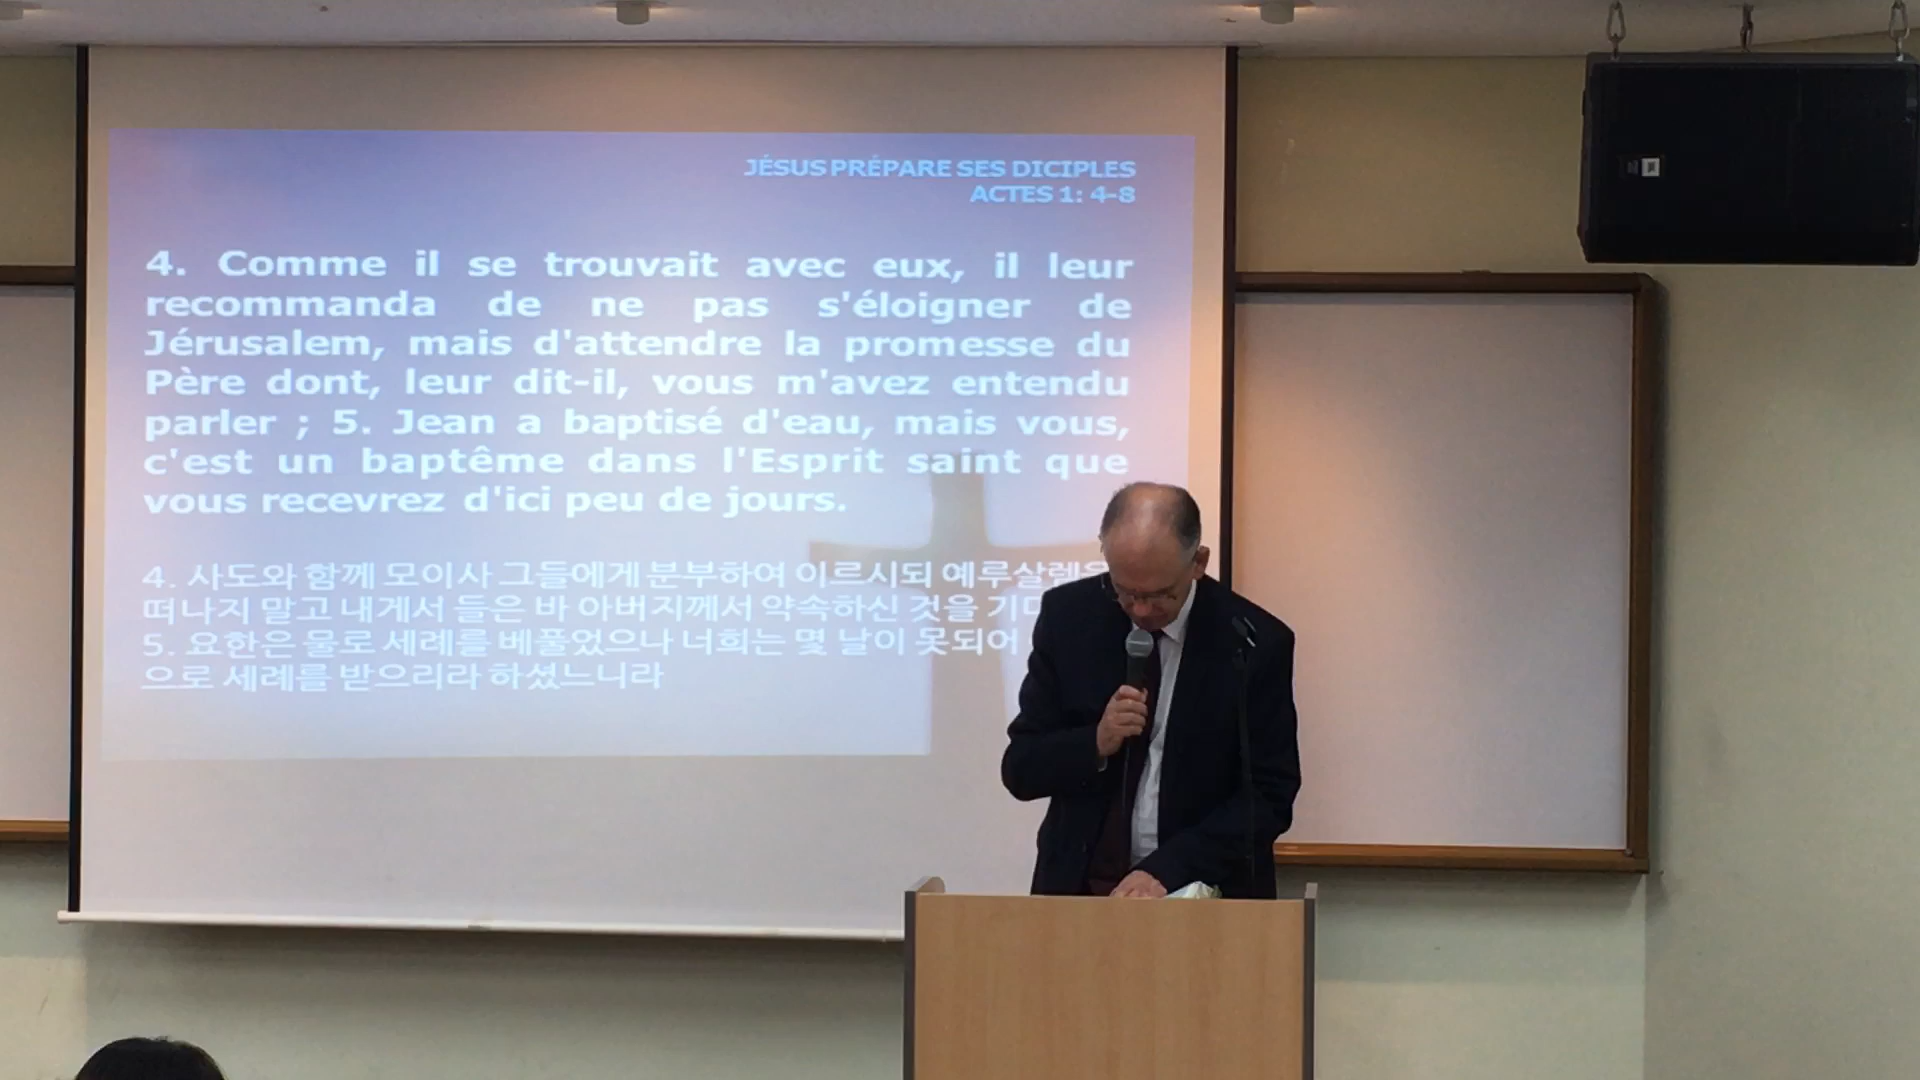 JÉSUS PRÉPARE SES DICIPLES
ACTES 1: 4-8
4. Comme il se trouvait avec eux, il leur
recommanda de ne pas s'éloigner de
Jérusalem, mais d'attendre la promesse du
Père dont, leur dit-il, vous m'avez entendu
parler ; 5. Jean a baptisé d'eau, mais vous,
c'est un baptême dans l'Esprit saint que
vous recevrez d'ici peu de jours.
4. 사도와 함께 모이사 그들에게 분부하여 이르시되 예루살렘을
떠나지 말고 내게서 들은 바 아버지께서 약속하신 것을
5. 요한은 물로 세례를 베풀었으나 너희는 몇 날이 못되어
으로 세례를 받으리라 하셨느니라